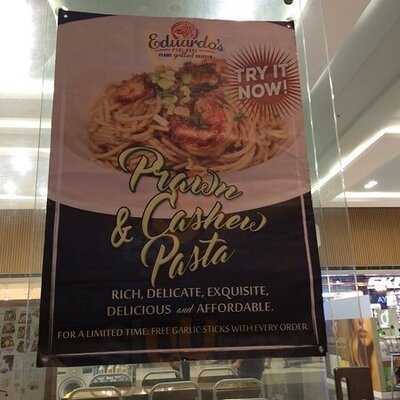 Eduardo's
TRY IT
NOW!
Prawn
& Cashew
Pasta
RICH, DELICATE, EXQUISITE,
DELICIOUS and AFFORDABLE.
FOR A LIMITED TIME: FREE GARLIC STICKS WITH EVERY ORDER.